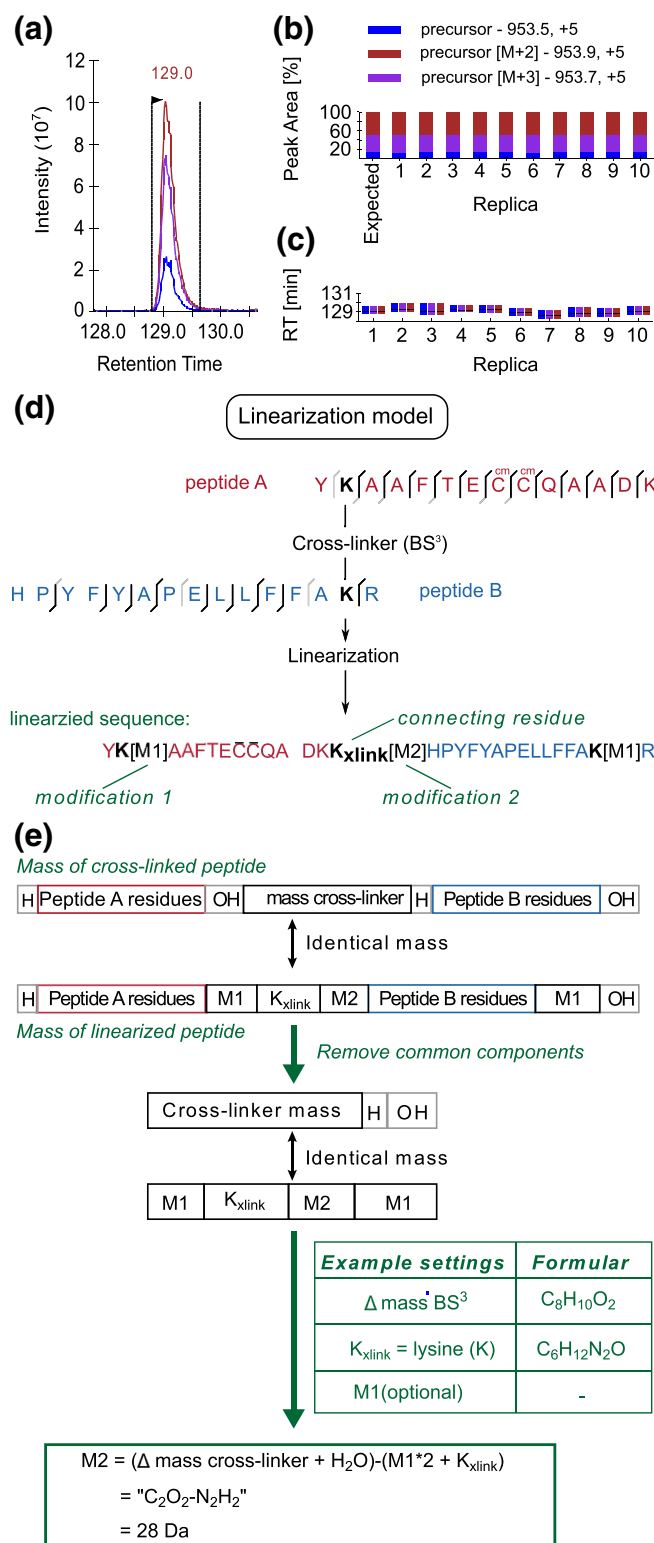 (a)
129.0
Intensity (10⁷)
10
8
6
4
2
0
128.0 129.0 130.0
Retention Time
(b)
precursor - 953.5, +5
precursor [M+2] - 953.9, +5
precursor [M+3] - 953.7, +5
Peak Area [%]
100
60
20
Expected 1 2 3 4 5 6 7 8 9 10
Replica
(c)
RT [min]
131
129
1 2 3 4 5 6 7 8 9 10
Replica
(d)
Linearization model
cm cm
peptide A Y K A A F T E C C Q A A D K
Cross-linker (BS³)
H P Y F Y A P E L L F F A K R peptide B
Linearization
linearzied sequence:
connecting residue
YK[M1]AAFTECCQA DKKxlink[M2]HPYFYAPELLFFAK[M1]R
modification 1
modification 2
(e)
Mass of cross-linked peptide
H Peptide A residues OH mass cross-linker H Peptide B residues OH
Identical mass
H Peptide A residues M1 Kxlink M2 Peptide B residues M1 OH
Mass of linearized peptide
Remove common components
Cross-linker mass H OH
Identical mass
M1 Kxlink M2 M1
Example settings Formular
Δ mass BS³ C₈H₁₀O₂
Kxlink = lysine (K) C₆H₁₂N₂O
M1(optional) -
M2 = (Δ mass cross-linker + H₂O)-(M1*2 + Kxlink)
= "C₂O₂-N₂H₂"
= 28 Da